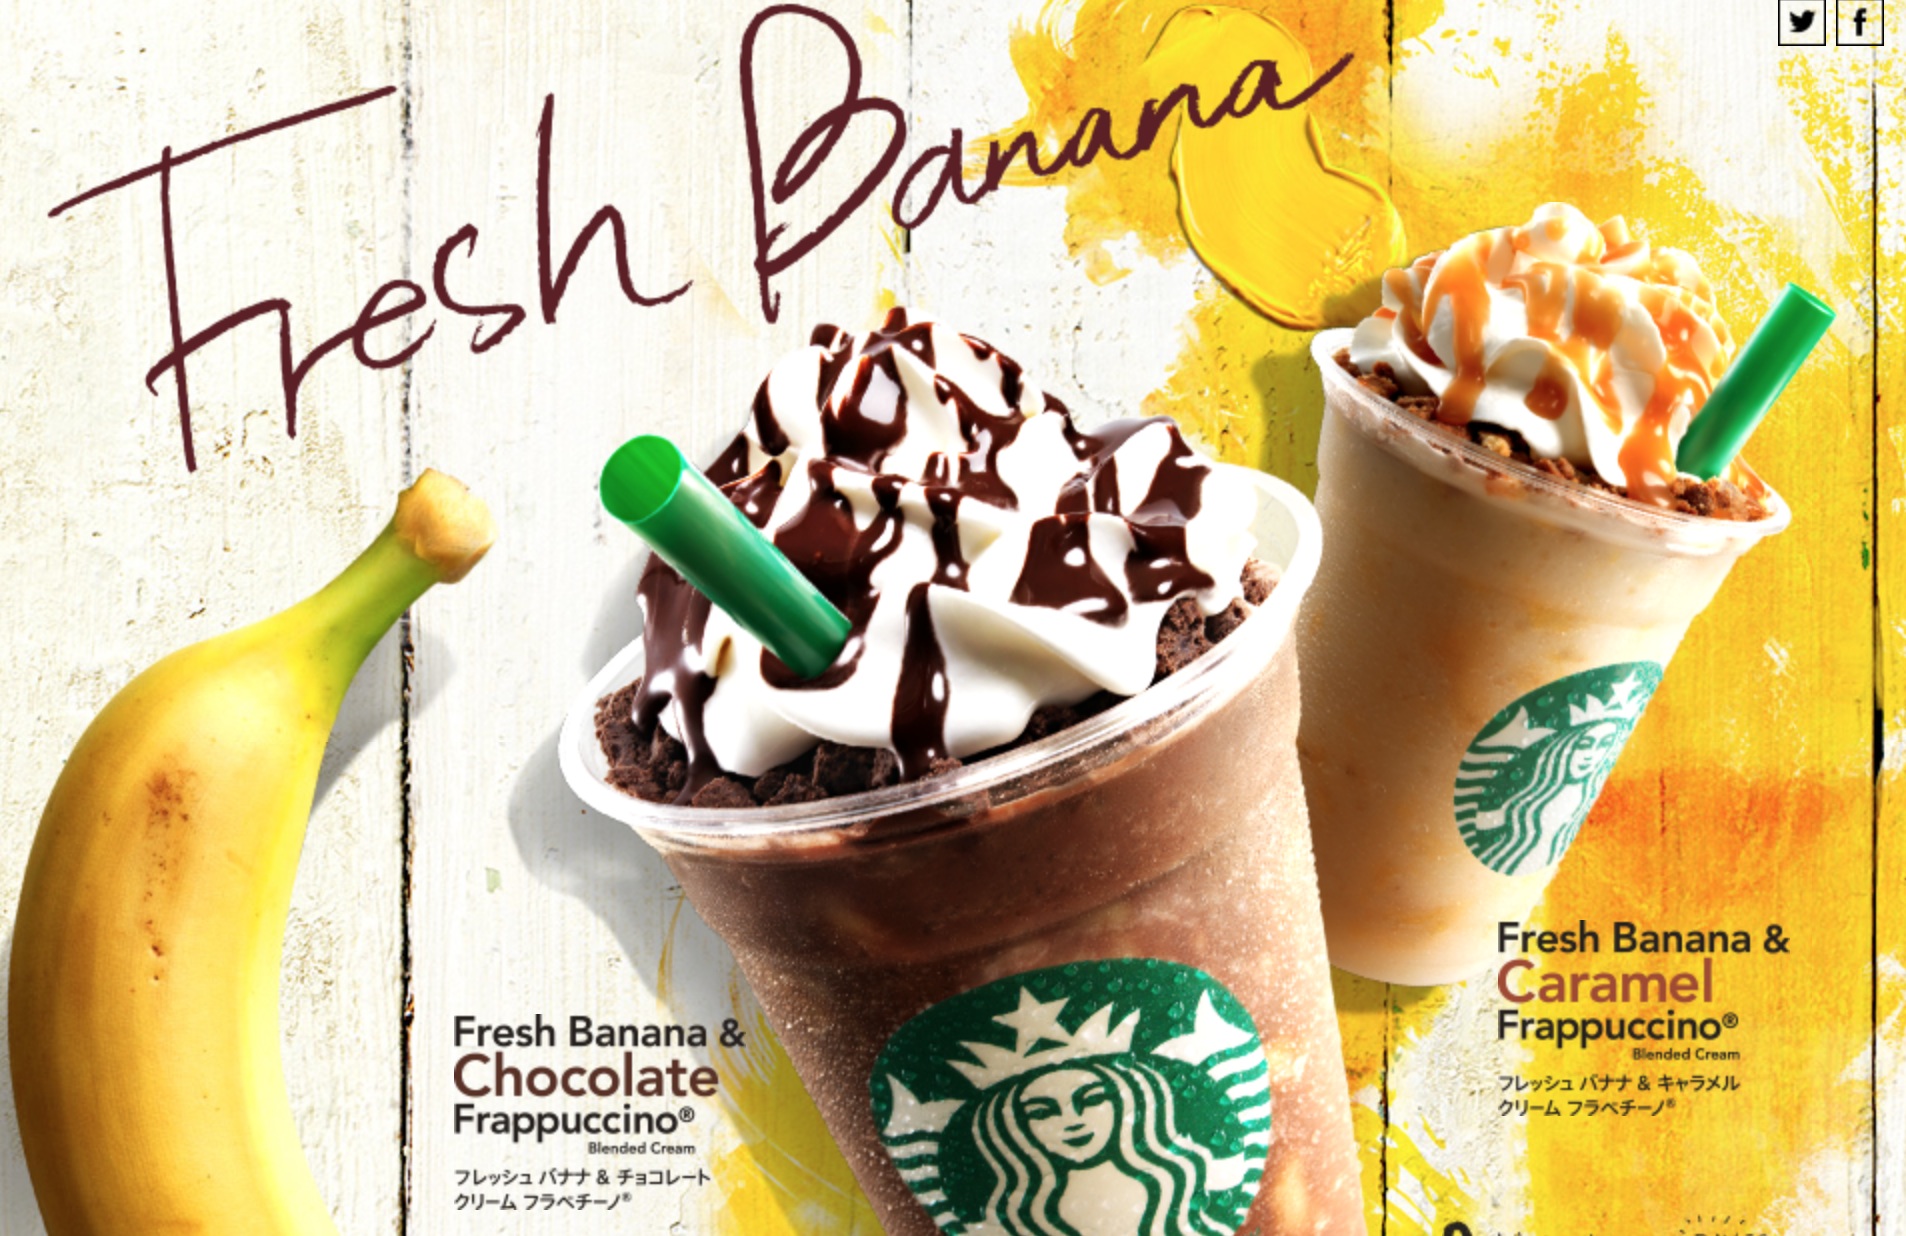 Fresh Banana
Fresh Banana &
Chocolate
Frappuccino®
Blended Cream
フレッシュ バナナ & チョコレート
クリーム フラペチーノ®
Fresh Banana &
Caramel
Frappuccino®
Blended Cream
フレッシュ バナナ & キャラメル
クリーム フラペチーノ®